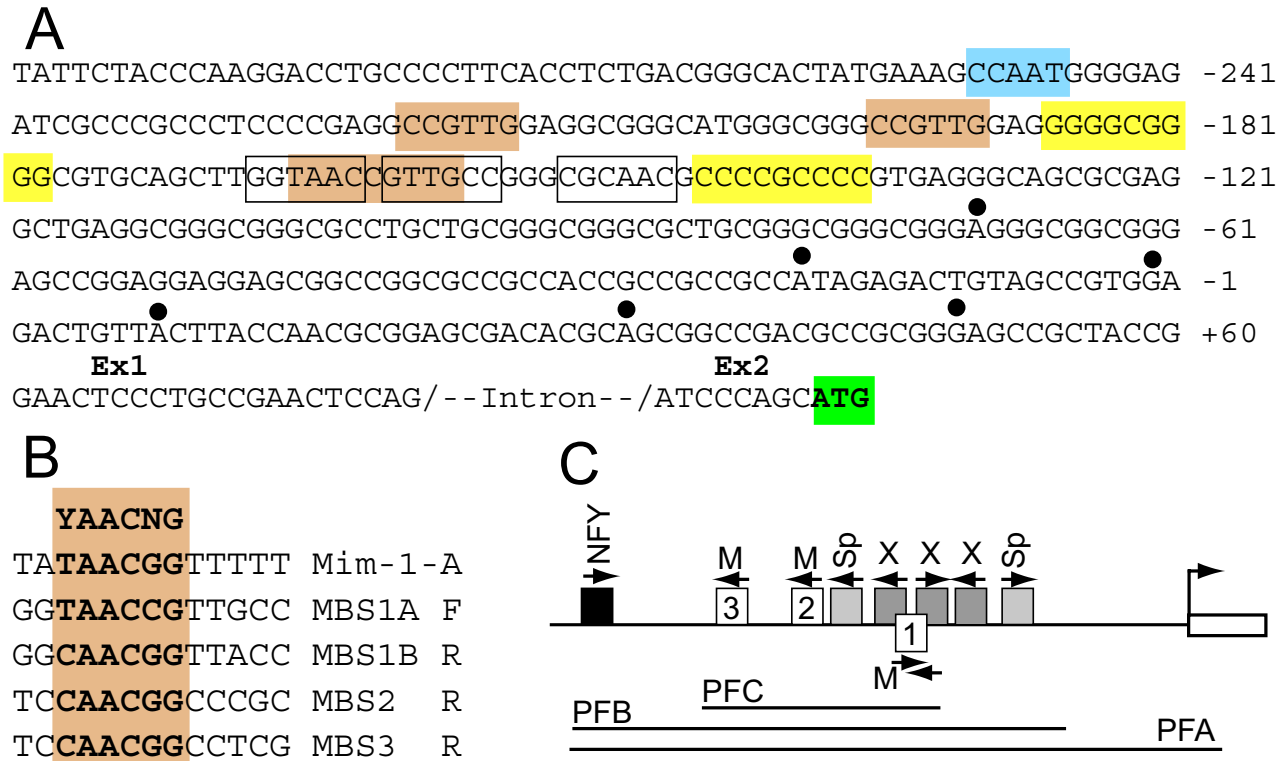 A
TATTCTACCCAAGGACCTGCCCCTTCACCTCTGACGGGCACTATGAAAGCCAATGGGGAG -241
ATCGCCCGCCCTCCCCGAGGCCGTTGGAGGCGGGCATGGGCGGGCCGTTGGAGGGGGCGG -181
GGCGTGCAGCTTGGTAACCGTTGCCGGGCGCAACGCCCCGCCCCGTGAGGGCAGCGCGAG -121
GCTGAGGCGGGCGGGCGCCTGCTGCGGGCGGGCGCTGCGGGCGGGCGGGAGGGCGGCGGG -61
AGCCGGAGGAGGAGCGGCCGGCGCCGCCACCGCCGCCGCCATAGAGACTGTAGCCGTGGA -1
GACTGTTACTTACCAACGCGGAGCGACACGCAGCGGCCGACGCCGCGGGAGCCGCTACCG +60
Ex1 Ex2
GAACTCCCTGCCGAACTCCAG/--Intron--/ATCCCAGCATG
B
YAACNG
TATAACGGTTTTT Mim-1-A
GGTAACCGTTGCC MBS1A F
GGCAACGGTTACC MBS1B R
TCCAACGGCCCGC MBS2 R
TCCAACGGCCTCG MBS3 R
C
NFY M M Sp X X X Sp
3 2 1
M
PFC
PFB
PFA